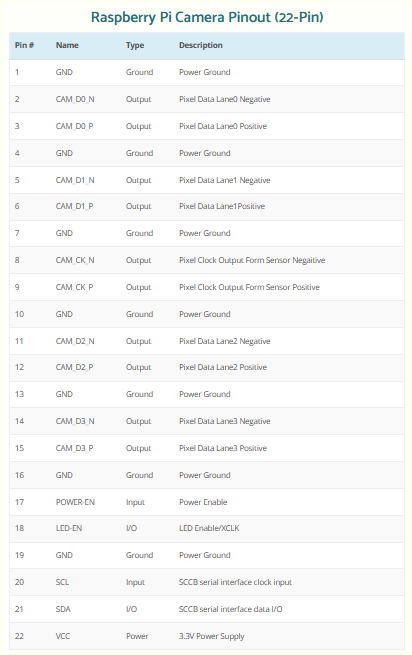 Raspberry Pi Camera Pinout (22-Pin)
Pin # Name Type Description
1 GND Ground Power Ground
2 CAM_D0_N Output Pixel Data Lane0 Negative
3 CAM_D0_P Output Pixel Data Lane0 Positive
4 GND Ground Power Ground
5 CAM_D1_N Output Pixel Data Lane1 Negative
6 CAM_D1_P Output Pixel Data Lane1Positive
7 GND Ground Power Ground
8 CAM_CK_N Output Pixel Clock Output Form Sensor Negaitive
9 CAM_CK_P Output Pixel Clock Output Form Sensor Positive
10 GND Ground Power Ground
11 CAM_D2_N Output Pixel Data Lane2 Negative
12 CAM_D2_P Output Pixel Data Lane2 Positive
13 GND Ground Power Ground
14 CAM_D3_N Output Pixel Data Lane3 Negative
15 CAM_D3_P Output Pixel Data Lane3 Positive
16 GND Ground Power Ground
17 POWER-EN Input Power Enable
18 LED-EN I/O LED Enable/XCLK
19 GND Ground Power Ground
20 SCL Input SCCB serial interface clock input
21 SDA I/O SCCB serial interface data I/O
22 VCC Power 3.3V Power Supply